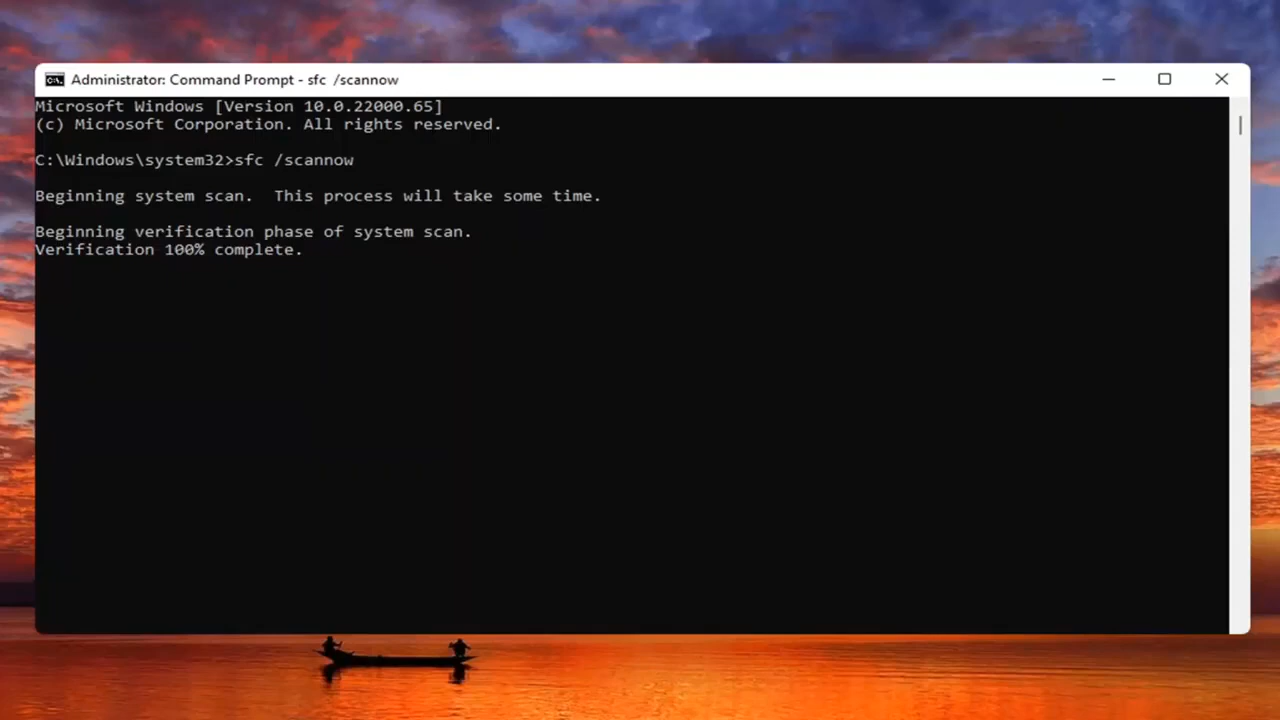 Administrator: Command Prompt - sfc  /scannow
Microsoft Windows [Version 10.0.22000.65]
(c) Microsoft Corporation. All rights reserved.
C:\Windows\system32>sfc /scannow
Beginning system scan.  This process will take some time.
Beginning verification phase of system scan.
Verification 100% complete.